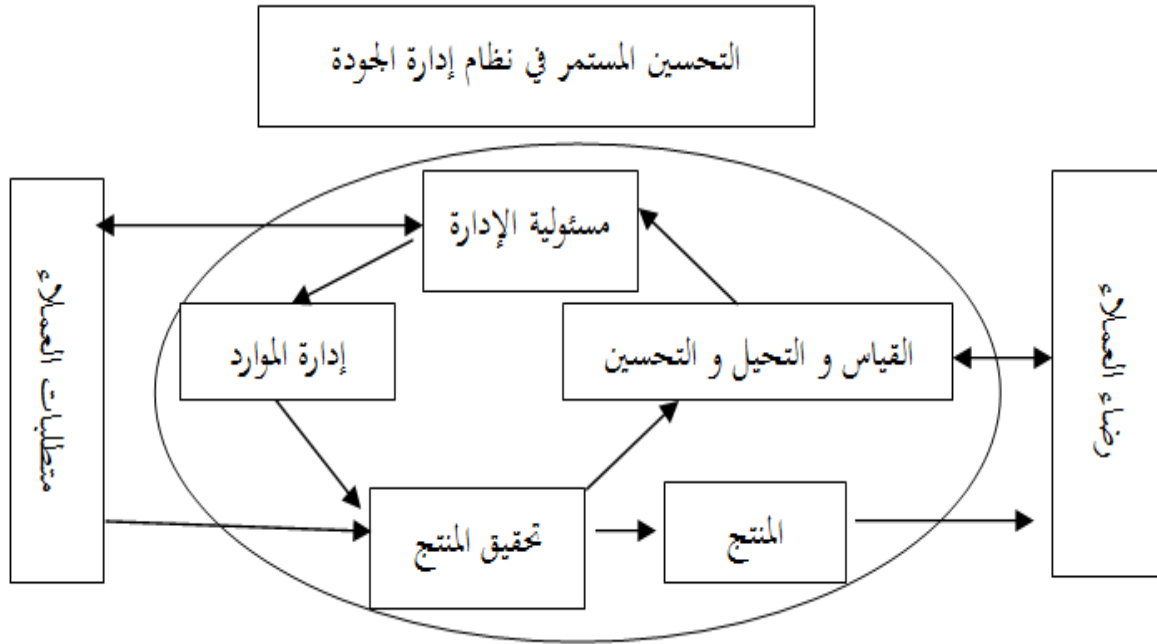 التحسين المستمر في نظام إدارة الجودة
مسئولية الإدارة
متطلبات العملاء
رضاء العملاء
إدارة الموارد
القياس و التحيل و التحسين
تحقيق المنتج
المنتج